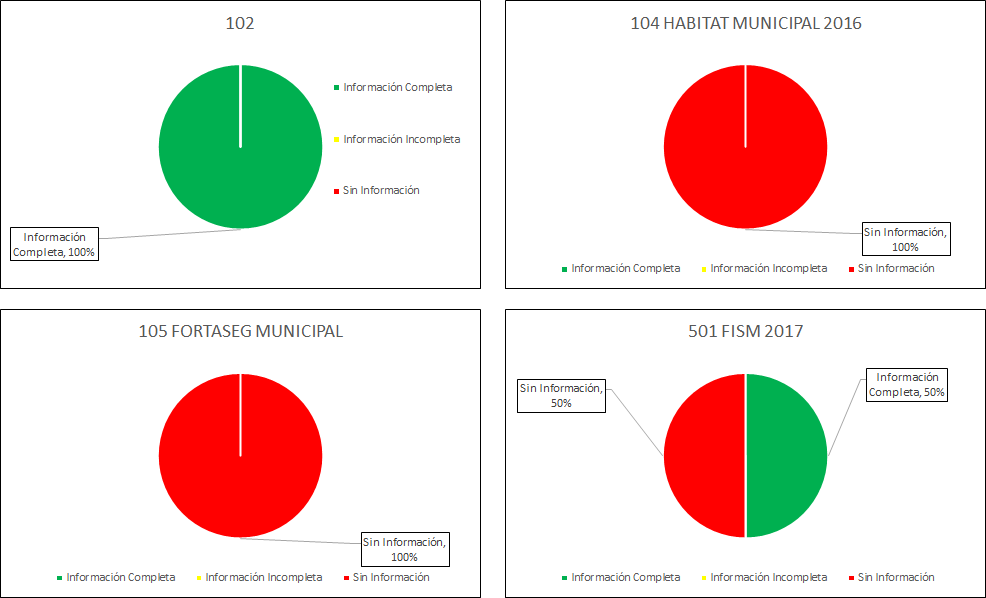 102
Información Completa
Información Incompleta
Sin Información
Información
Completa, 100%
104 HABITAT MUNICIPAL 2016
Sin Información,
100%
Información Completa Información Incompleta Sin Información
105 FORTASEG MUNICIPAL
Sin Información,
100%
Información Completa Información Incompleta Sin Información
501 FISM 2017
Sin Información,
50%
Información
Completa, 50%
Información Completa Información Incompleta Sin Información